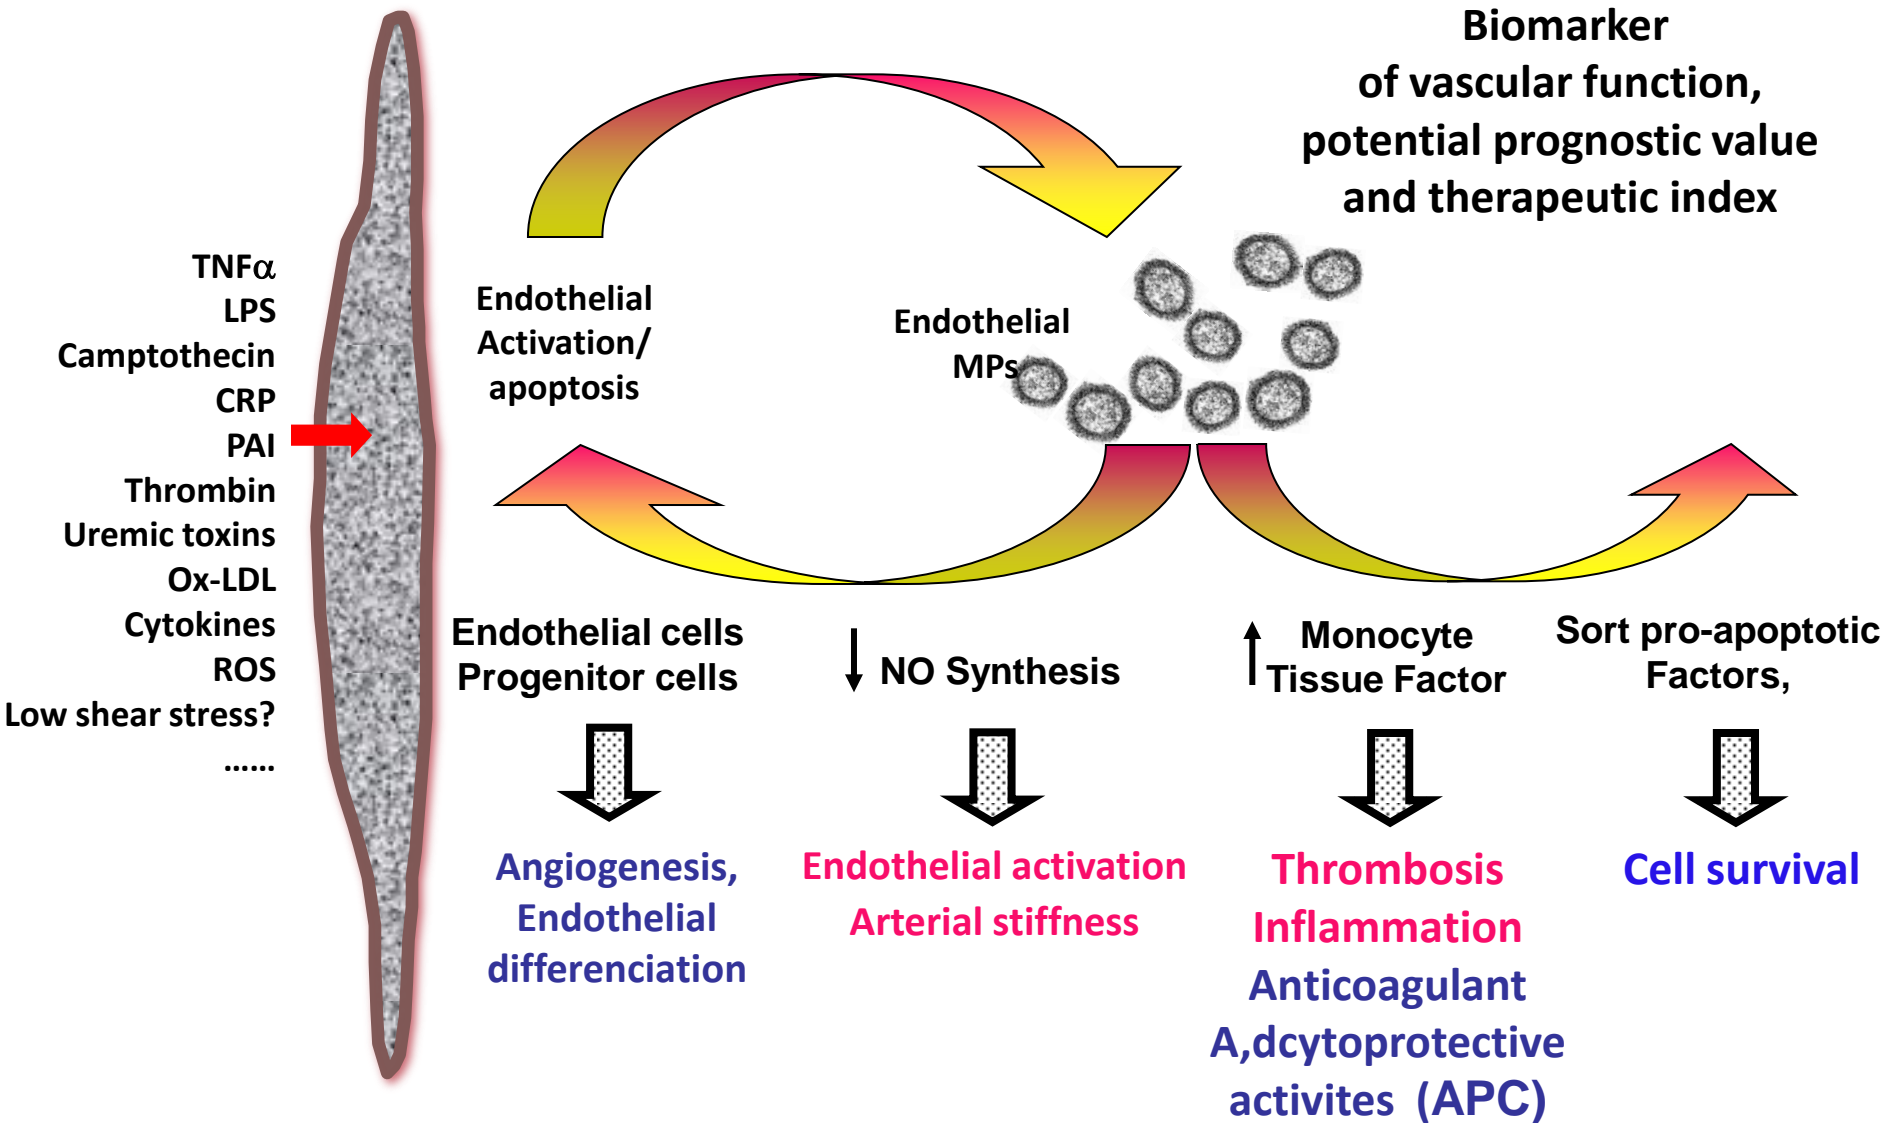 Biomarker
of vascular function,
potential prognostic value
and therapeutic index
TNFα
LPS
Camptothecin
CRP
PAI
Thrombin
Uremic toxins
Ox-LDL
Cytokines
ROS
Low shear stress?
......
Endothelial
Activation/
apoptosis
Endothelial
MPs
Endothelial cells
Progenitor cells
NO Synthesis
Monocyte
Tissue Factor
Sort pro-apoptotic
Factors,
Angiogenesis,
Endothelial
differenciation
Endothelial activation
Arterial stiffness
Thrombosis
Inflammation
Anticoagulant
A,dcytoprotective
activites (APC)
Cell survival